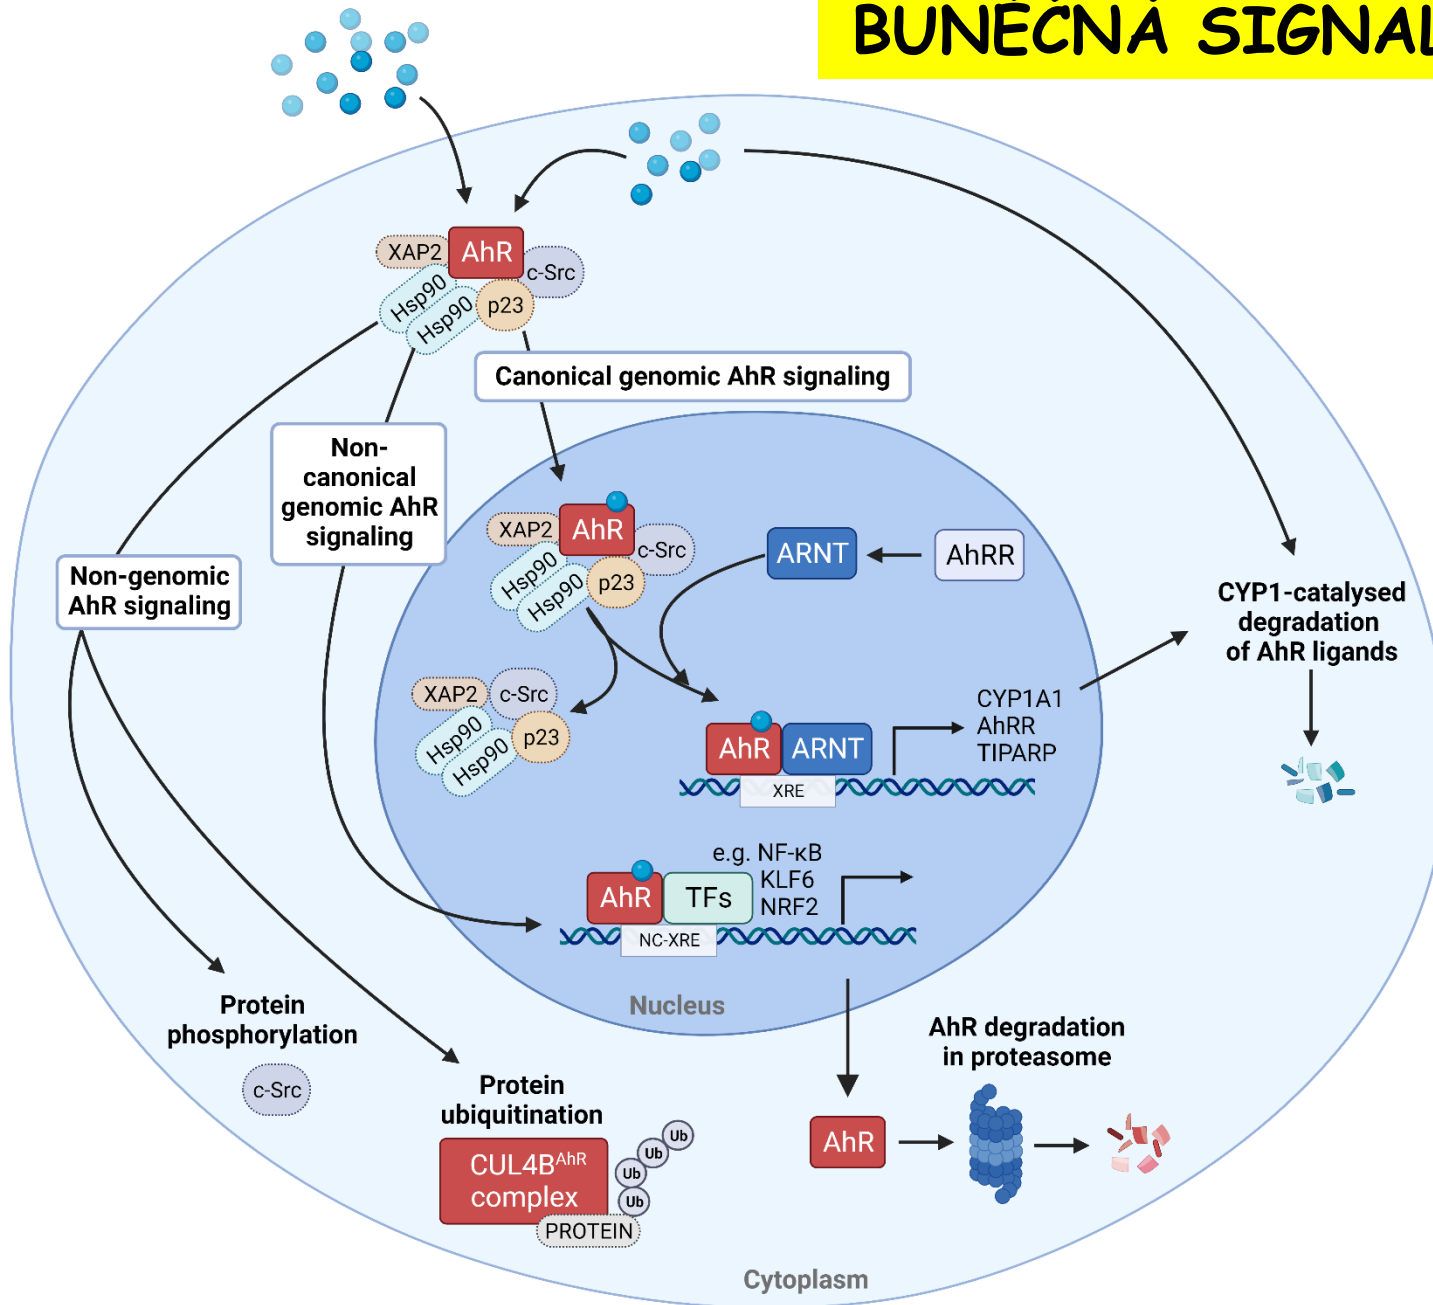 BUNĚČNÁ SIGNAL
XAP2
AhR
c-Src
Hsp90
Hsp90
p23
Canonical genomic AhR signaling
Non-
canonical
genomic AhR
signaling
Non-genomic
AhR signaling
XAP2
AhR
c-Src
Hsp90
Hsp90
p23
ARNT
AhRR
CYP1-catalysed
degradation
of AhR ligands
XAP2
c-Src
Hsp90
Hsp90
p23
AhR
ARNT
XRE
CYP1A1
AhRR
TIPARP
e.g. NF-κB
KLF6
NRF2
AhR
TFs
NC-XRE
Nucleus
Protein
phosphorylation
c-Src
Protein
ubiquitination
CUL4BAhR
complex
Ub
Ub
Ub
Ub
PROTEIN
AhR degradation
in proteasome
AhR
Cytoplasm